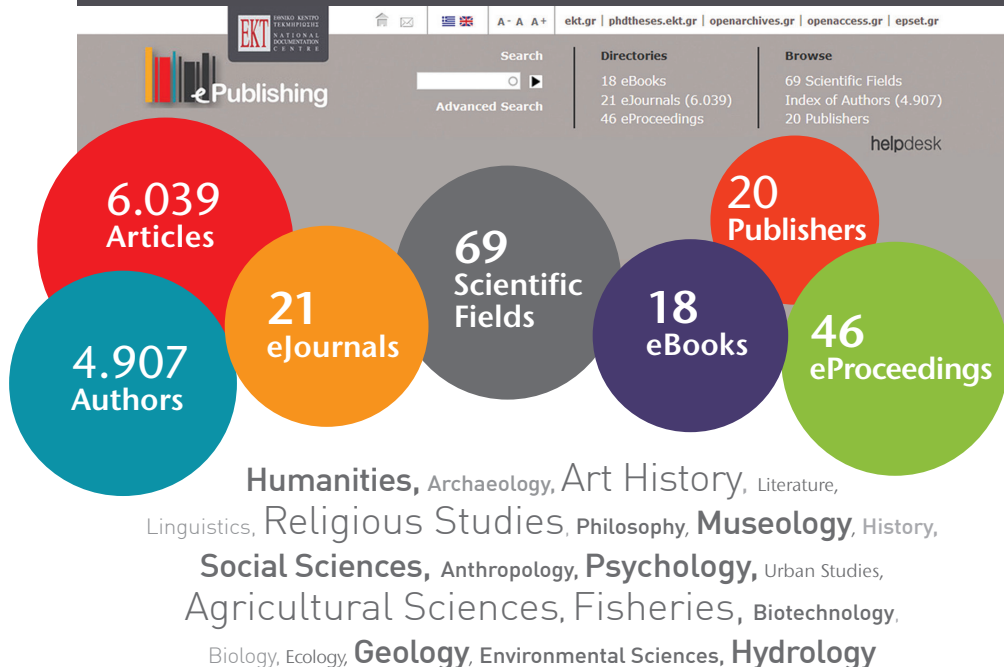 EKT
ΕΘΝΙΚΟ ΚΕΝΤΡΟ
ΤΕΚΜΗΡΙΩΣΗΣ
NATIONAL
DOCUMENTATION
CENTRE
A- A A+
ekt.gr | phdtheses.ekt.gr | openarchives.gr | openaccess.gr | epset.gr
ePublishing
Search
Advanced Search
Directories
18 eBooks
21 eJournals (6.039)
46 eProceedings
Browse
69 Scientific Fields
Index of Authors (4.907)
20 Publishers
helpdesk
6.039
Articles
4.907
Authors
21
eJournals
69
Scientific
Fields
18
eBooks
20
Publishers
46
eProceedings
Humanities, Archaeology, Art History, Literature,
Linguistics, Religious Studies, Philosophy, Museology, History,
Social Sciences, Anthropology, Psychology, Urban Studies,
Agricultural Sciences, Fisheries, Biotechnology,
Biology, Ecology, Geology, Environmental Sciences, Hydrology